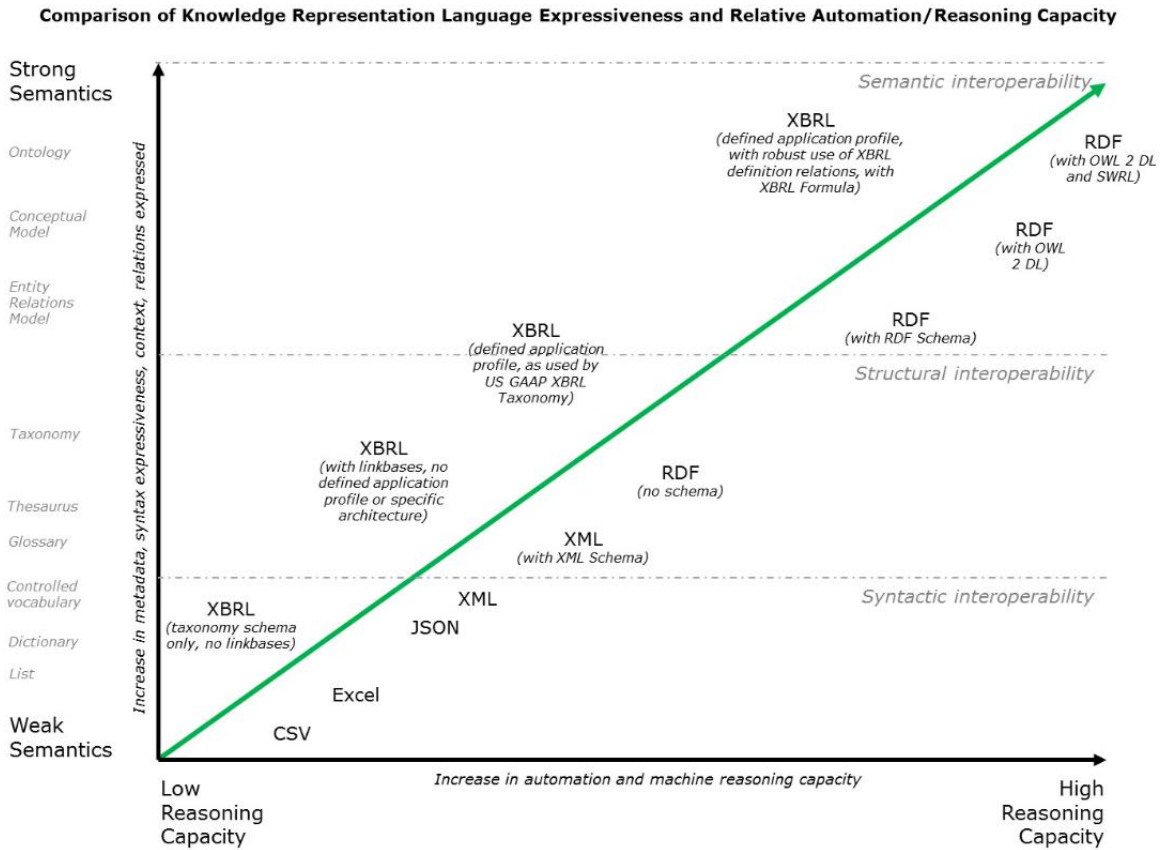 Comparison of Knowledge Representation Language Expressiveness and Relative Automation/Reasoning Capacity
Strong
Semantics
Ontology
Conceptual
Model
Entity
Relations
Model
Taxonomy
Thesaurus
Glossary
Controlled
vocabulary
Dictionary
List
Weak
Semantics
Increase in metadata, syntax expressiveness, context, relations expressed
Semantic interoperability
XBRL
(defined application profile,
with robust use of XBRL
definition relations, with
XBRL Formula)
RDF
(with OWL 2 DL
and SWRL)
RDF
(with OWL
2 DL)
RDF
(with RDF Schema)
XBRL
(defined application
profile, as used by
US GAAP XBRL
Taxonomy)
Structural interoperability
XBRL
(with linkbases, no
defined application
profile or specific
architecture)
RDF
(no schema)
XML
(with XML Schema)
Syntactic interoperability
XBRL
(taxonomy schema
only, no linkbases)
XML
JSON
Excel
CSV
Increase in automation and machine reasoning capacity
Low
Reasoning
Capacity
High
Reasoning
Capacity